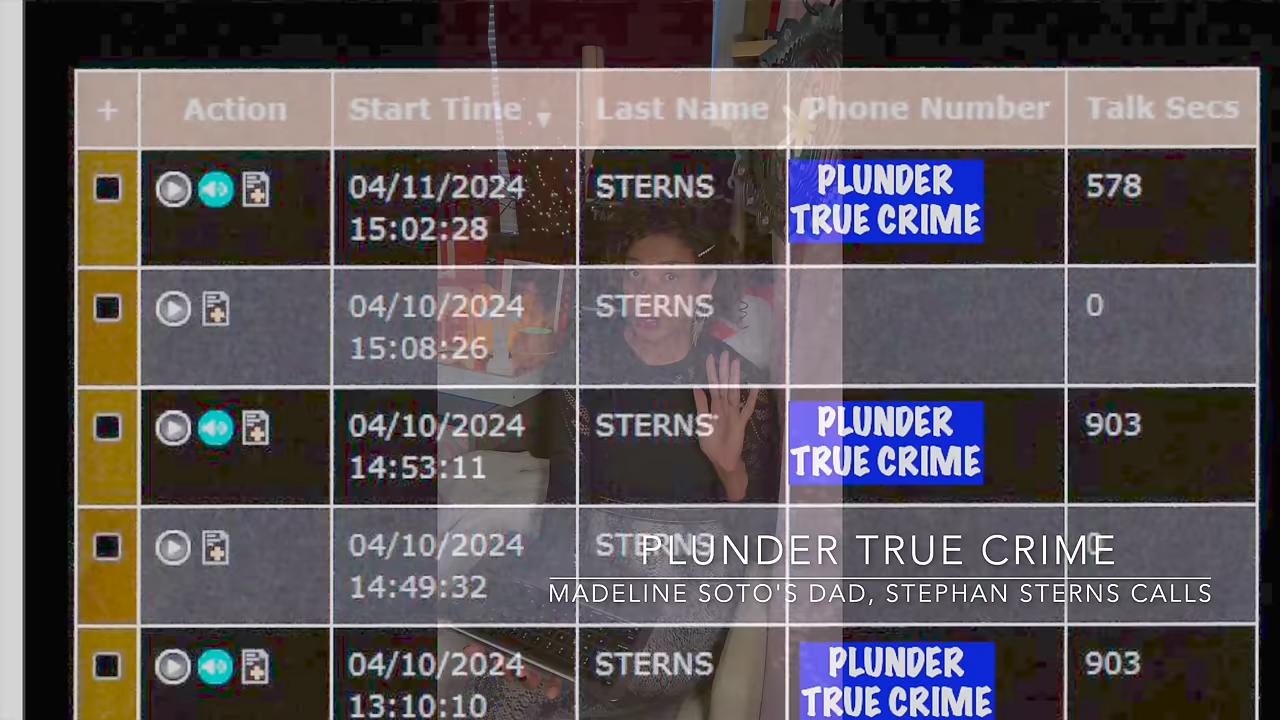 + Action Start Time Last Name Phone Number Talk Secs
04/11/2024 STERNS PLUNDER 578
15:02:28 TRUE CRIME
04/10/2024 STERNS 0
15:08:26
04/10/2024 STERNS PLUNDER 903
14:53:11 TRUE CRIME
04/10/2024 STERNS 0
14:49:32
PLUNDER TRUE CRIME
MADELINE SOTO'S DAD, STEPHAN STERNS CALLS
04/10/2024 STERNS PLUNDER 903
13:10:10 TRUE CRIME